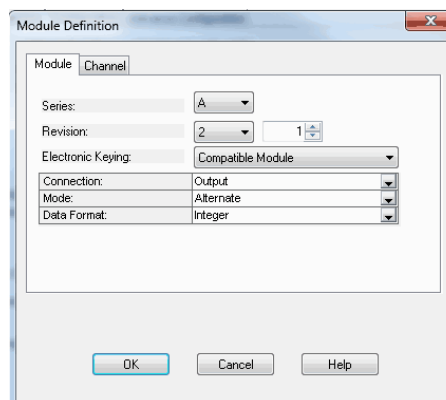 Module Definition
Module Channel
Series: A
Revision: 2 1
Electronic Keying: Compatible Module
Connection: Output
Mode: Alternate
Data Format: Integer
OK Cancel Help